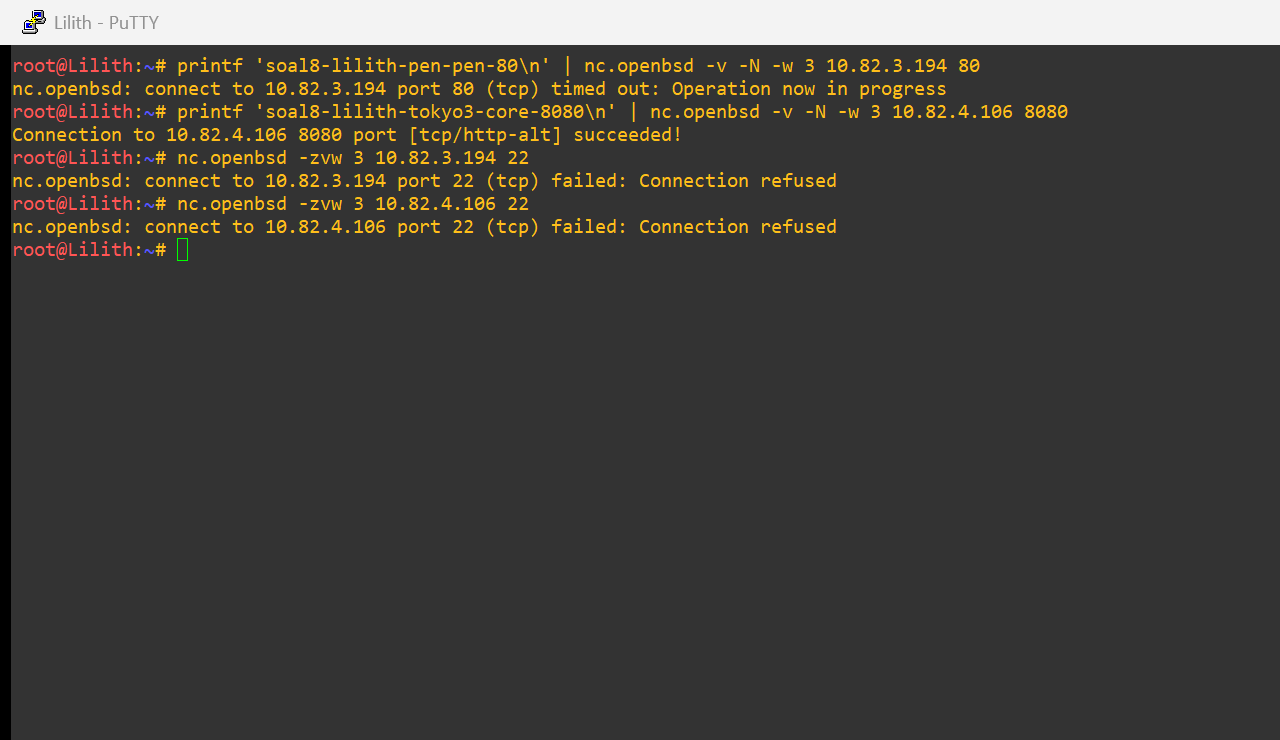 Lilith - PuTTY
root@Lilith:~# printf 'soal8-lilith-pen-pen-80\n' | nc.openbsd -v -N -w 3 10.82.3.194 80
nc.openbsd: connect to 10.82.3.194 port 80 (tcp) timed out: Operation now in progress
root@Lilith:~# printf 'soal8-lilith-tokyo3-core-8080\n' | nc.openbsd -v -N -w 3 10.82.4.106 8080
Connection to 10.82.4.106 8080 port [tcp/http-alt] succeeded!
root@Lilith:~# nc.openbsd -zvw 3 10.82.3.194 22
nc.openbsd: connect to 10.82.3.194 port 22 (tcp) failed: Connection refused
root@Lilith:~# nc.openbsd -zvw 3 10.82.4.106 22
nc.openbsd: connect to 10.82.4.106 port 22 (tcp) failed: Connection refused
root@Lilith:~#